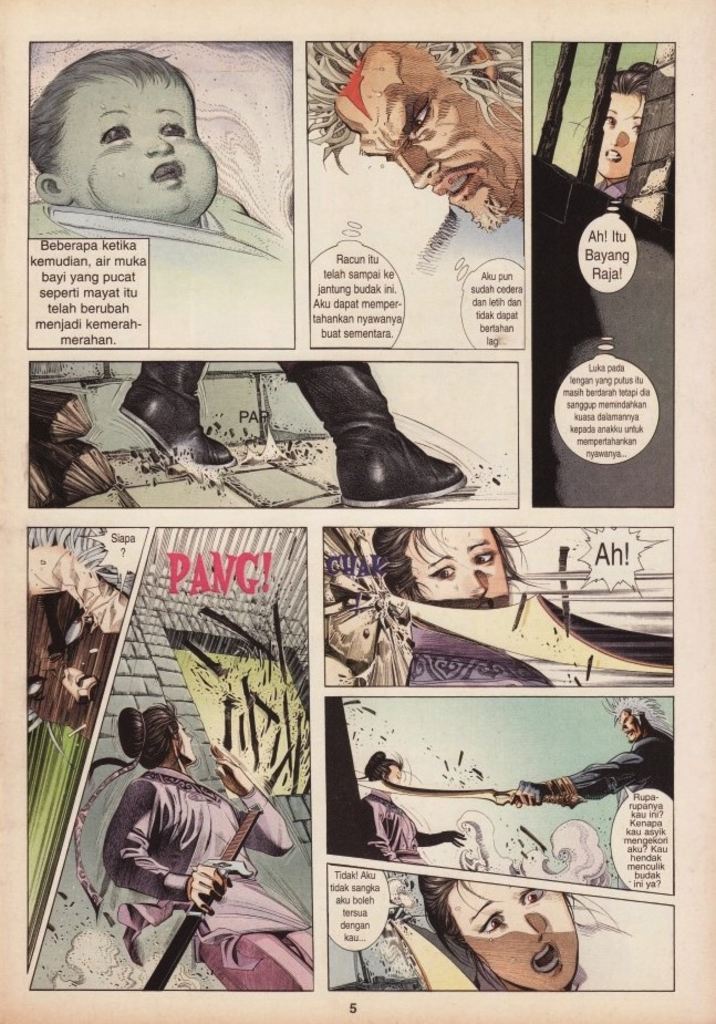 Beberapa ketika
kemudian, air muka
bayi yang pucat
seperti mayat itu
telah berubah
menjadi kemerah-
merahan.
Racun itu
telah sampai ke
jantung budak ini.
Aku dapat memper-
tahankan nyawanya
buat sementara.
Aku pun
sudah cedera
dan letih dan
tidak dapat
bertahan
lag...
Ah! Itu
Bayang
Raja!
Luka pada
lengan yang putus itu
masih berdarah tetapi dia
sanggup memindahkan
kuasa dalamannya
kepada anakku untuk
mempertahankan
nyawanya...
PAP
Siapa
?
PANG!
CHAK
!
Ah!
Rupa-
rupanya
kau ini?
Kenapa
kau asyik
mengekori
aku? Kau
hendak
menculik
budak
ini ya?
Tidak! Aku
tidak sangka
aku boleh
tersua
dengan
kau...
5